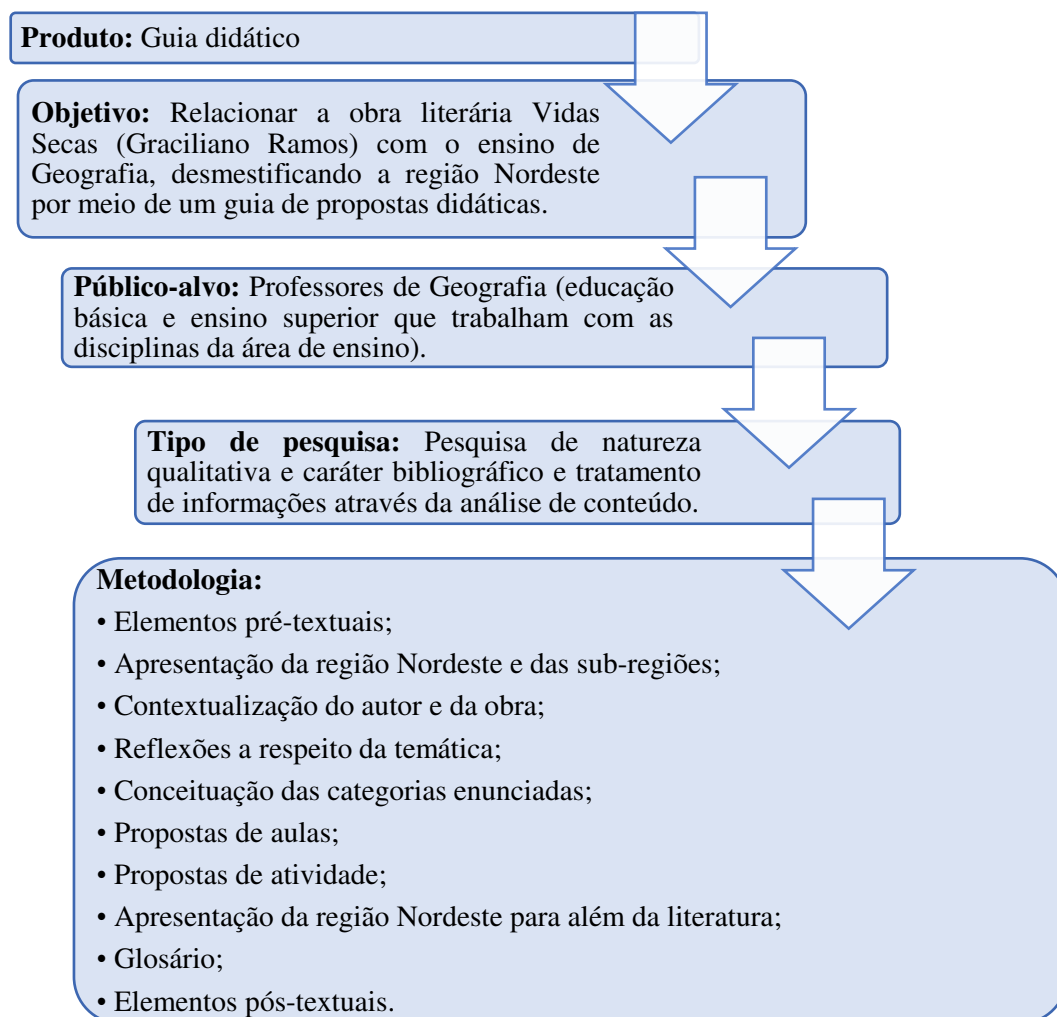 Produto: Guia didático
Objetivo: Relacionar a obra literária Vidas
Secas (Graciliano Ramos) com o ensino de
Geografia, desmestificando a região Nordeste
por meio de um guia de propostas didáticas.
Público-alvo: Professores de Geografia (educação
básica e ensino superior que trabalham com as
disciplinas da área de ensino).
Tipo de pesquisa: Pesquisa de natureza
qualitativa e caráter bibliográfico e tratamento
de informações através da análise de conteúdo.
Metodologia:
• Elementos pré-textuais;
• Apresentação da região Nordeste e das sub-regiões;
• Contextualização do autor e da obra;
• Reflexões a respeito da temática;
• Conceituação das categorias enunciadas;
• Propostas de aulas;
• Propostas de atividade;
• Apresentação da região Nordeste para além da literatura;
• Glosário;
• Elementos pós-textuais.